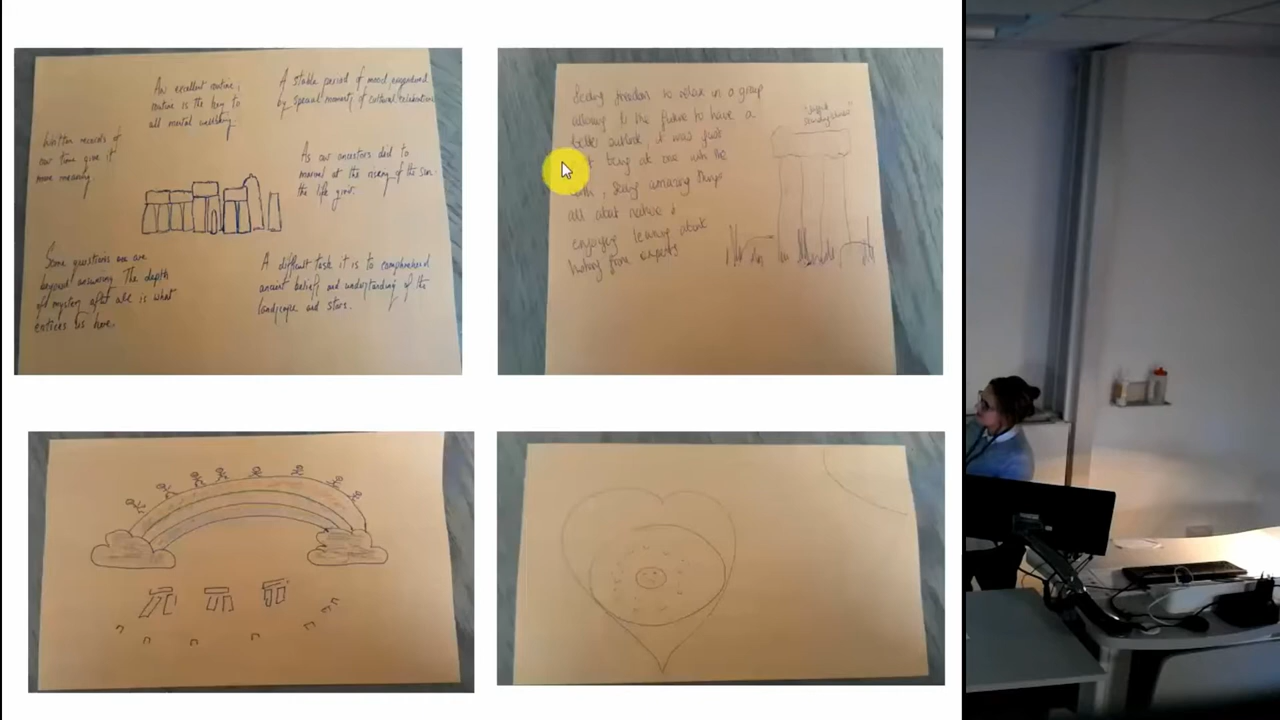 An excellent routine;
routine is the key to
all mental wellbeing.
A stable period of mood
by special moments of cultural celebrations
Written records of
our time give it
more meaning.
As our ancestors did to
marvel at the rising of the sun
the life giver.
Some questions are
beyond answering. The depth
of mystery after all is what
entices us here.
A difficult task it is to comprehend
ancient beliefs and understanding of the
landscape and stars.
freedom to relax in a group
allowing to the future to have a
better outlook, it was just
being at one with the
seeing amazing things
all about nature &
enjoying learning about
history from experts